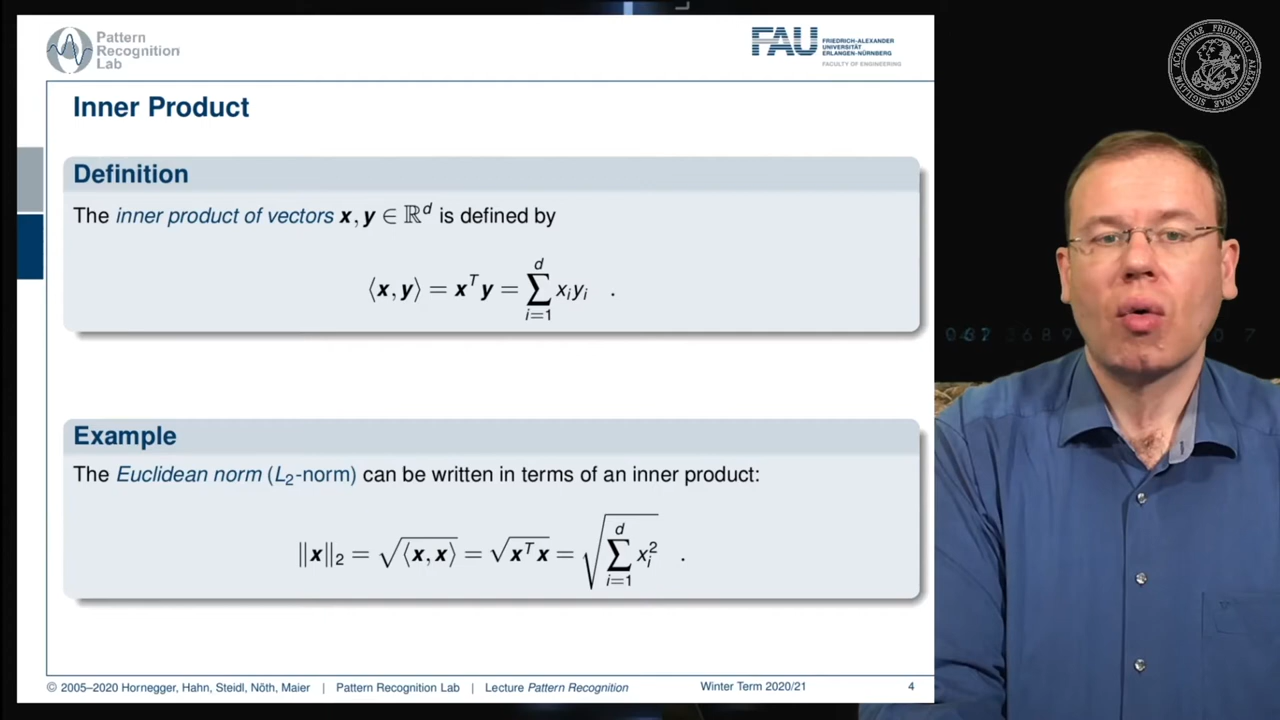 Pattern
Recognition
Lab
FAU
FRIEDRICH-ALEXANDER
UNIVERSITÄT
ERLANGEN-NÜRNBERG
FACULTY OF ENGINEERING
Inner Product
Definition
The inner product of vectors x, y ∈ ℝ^d is defined by
⟨x, y⟩ = x^T y = ∑_{i=1}^{d} x_i y_i .
Example
The Euclidean norm (L₂-norm) can be written in terms of an inner product:
‖x‖₂ = √⟨x, x⟩ = √(x^T x) = √(∑_{i=1}^{d} x_i²) .
© 2005–2020 Hornegger, Hahn, Steidl, Nöth, Maier | Pattern Recognition Lab | Lecture Pattern Recognition Winter Term 2020/21 4